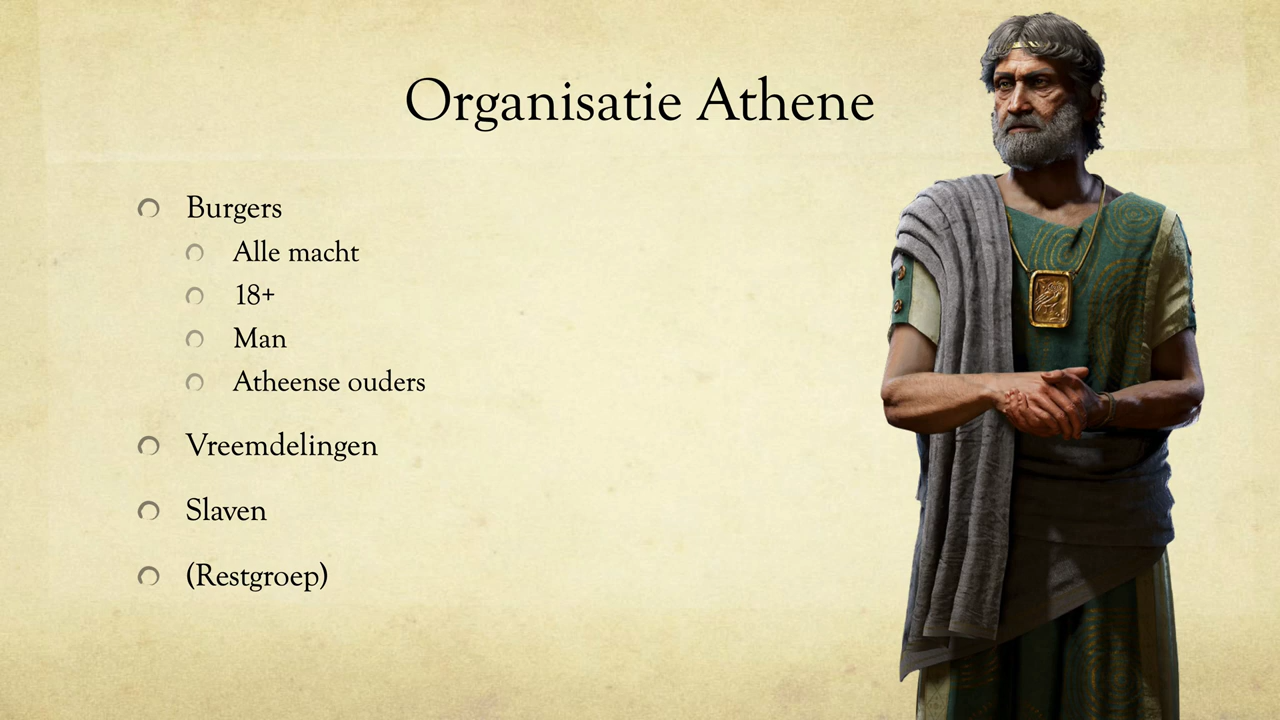 Organisatie Athene
Burgers
Alle macht
18+
Man
Atheense ouders
Vreemdelingen
Slaven
(Restgroep)